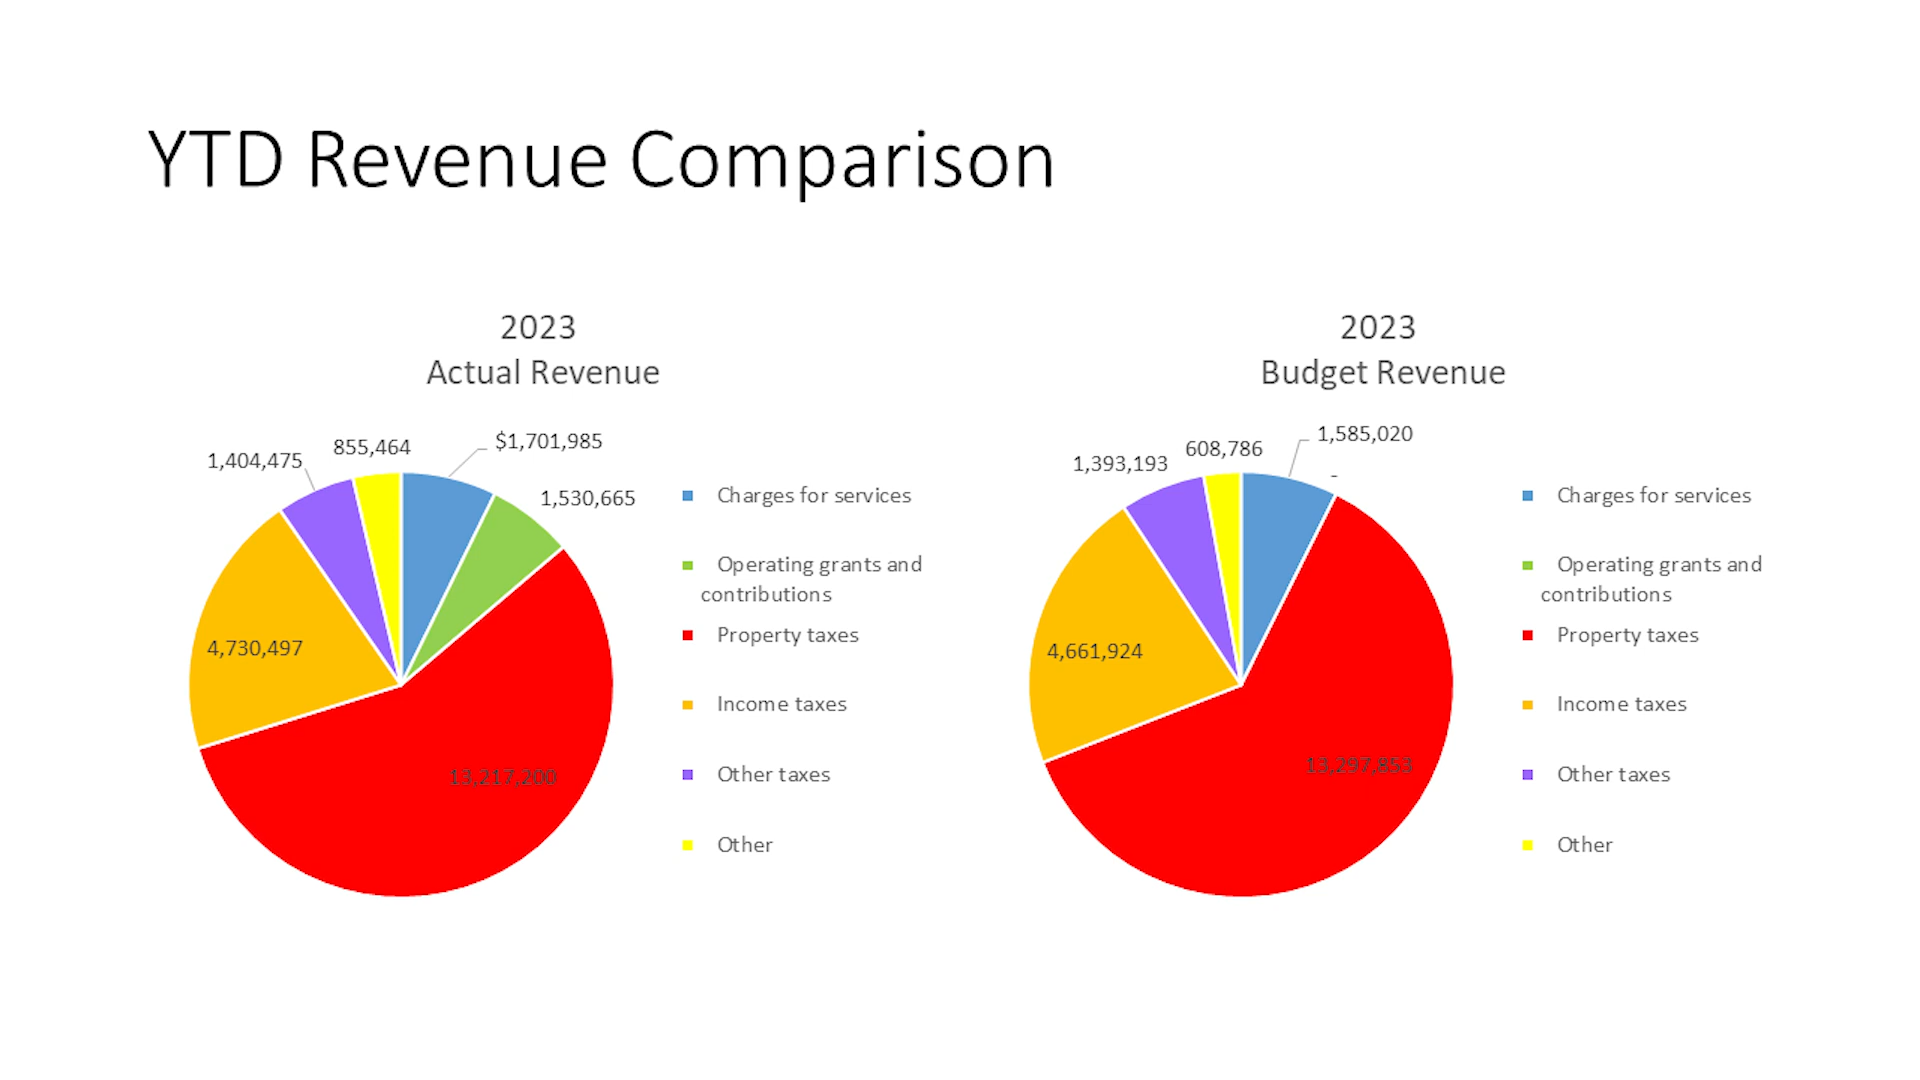 YTD Revenue Comparison
2023
Actual Revenue
1,404,475
855,464
$1,701,985
1,530,665
4,730,497
13,217,200
Charges for services
Operating grants and
contributions
Property taxes
Income taxes
Other taxes
Other
2023
Budget Revenue
1,393,193
608,786
1,585,020
-
4,661,924
13,297,853
Charges for services
Operating grants and
contributions
Property taxes
Income taxes
Other taxes
Other